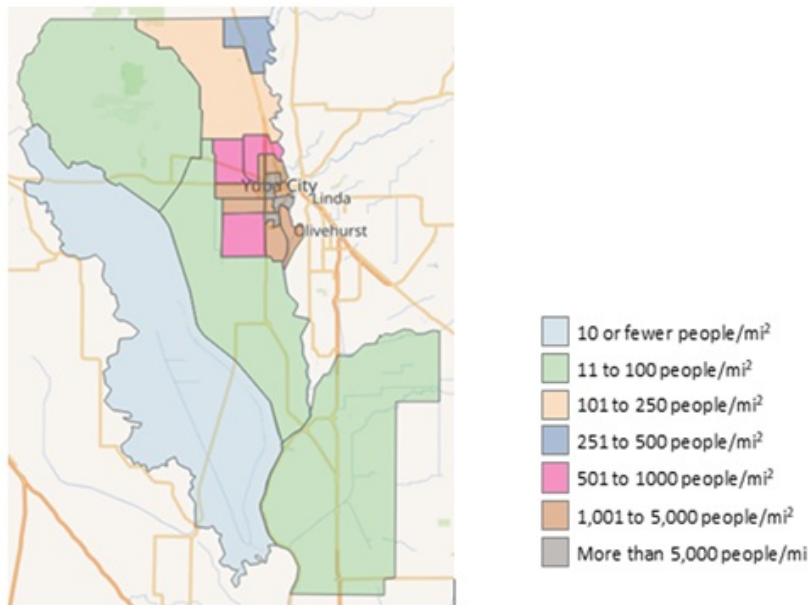 Yuba City
Linda
Olivehurst
10 or fewer people/mi²
11 to 100 people/mi²
101 to 250 people/mi²
251 to 500 people/mi²
501 to 1000 people/mi²
1,001 to 5,000 people/mi²
More than 5,000 people/mi